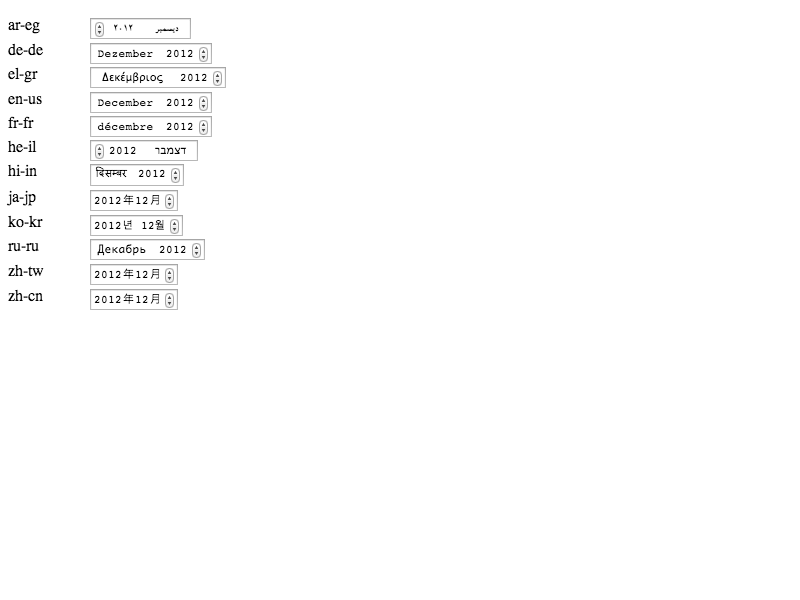 ar-eg ديسمبر ٢٠١٢
de-de Dezember 2012
el-gr Δεκέμβριος 2012
en-us December 2012
fr-fr décembre 2012
he-il דצמבר 2012
hi-in दिसम्बर 2012
ja-jp 2012年12月
ko-kr 2012년 12월
ru-ru Декабрь 2012
zh-tw 2012年12月
zh-cn 2012年12月